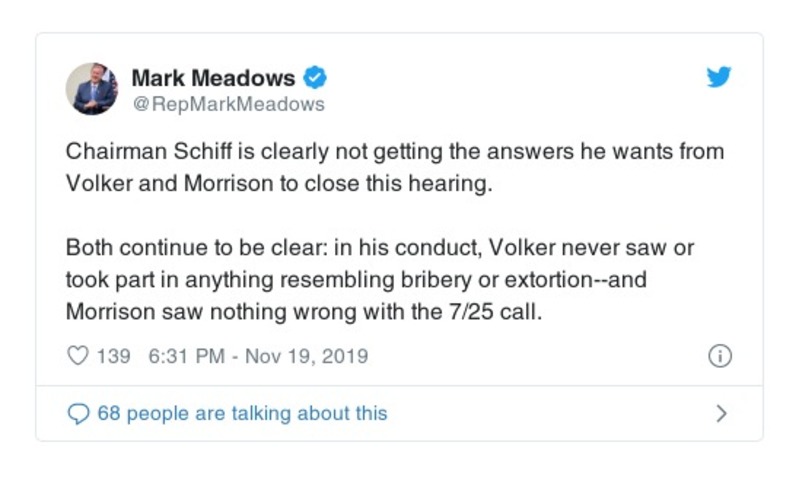 Mark Meadows
@RepMarkMeadows
Chairman Schiff is clearly not getting the answers he wants from
Volker and Morrison to close this hearing.
Both continue to be clear: in his conduct, Volker never saw or
took part in anything resembling bribery or extortion--and
Morrison saw nothing wrong with the 7/25 call.
139 6:31 PM - Nov 19, 2019
68 people are talking about this